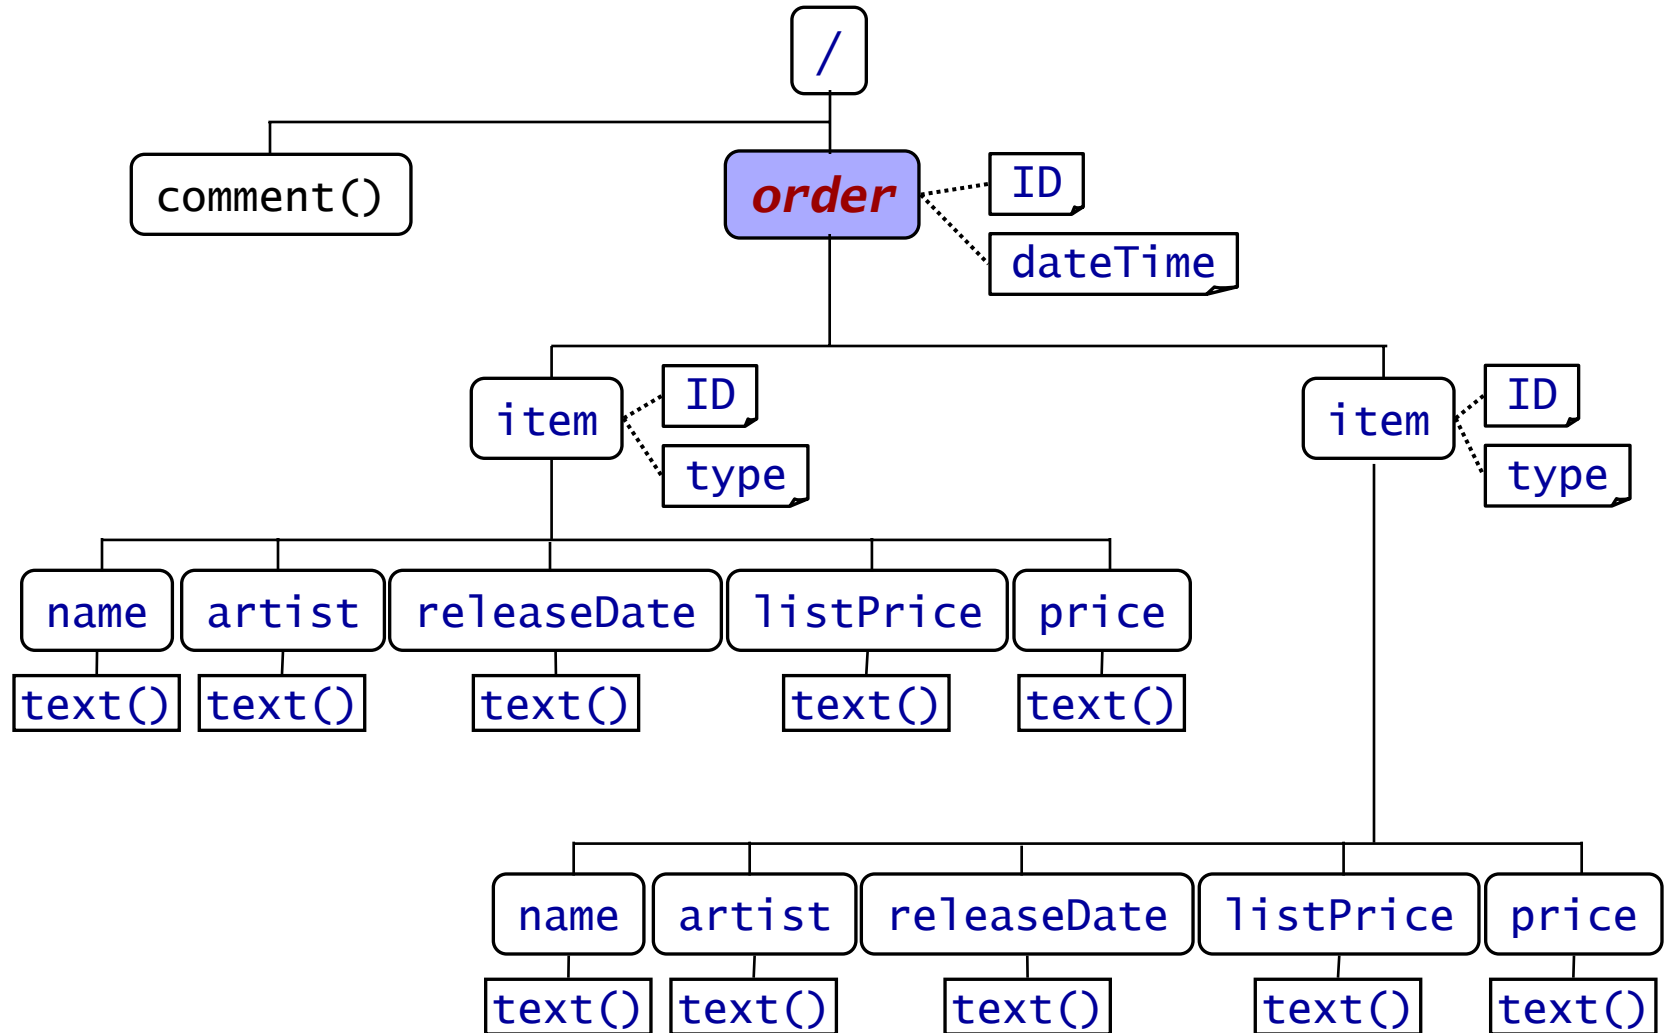 /
comment()
order
ID
dateTime
item
ID
type
item
ID
type
name
artist
releaseDate
listPrice
price
text()
text()
text()
text()
text()
name
artist
releaseDate
listPrice
price
text()
text()
text()
text()
text()